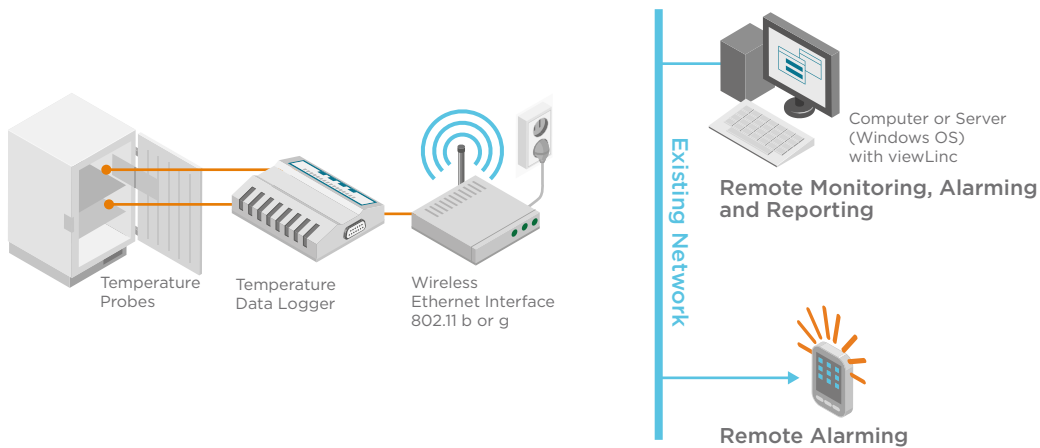 Temperature
Probes
Temperature
Data Logger
Wireless
Ethernet Interface
802.11 b or g
Existing Network
Computer or Server
(Windows OS)
with viewLinc
Remote Monitoring, Alarming
and Reporting
Remote Alarming